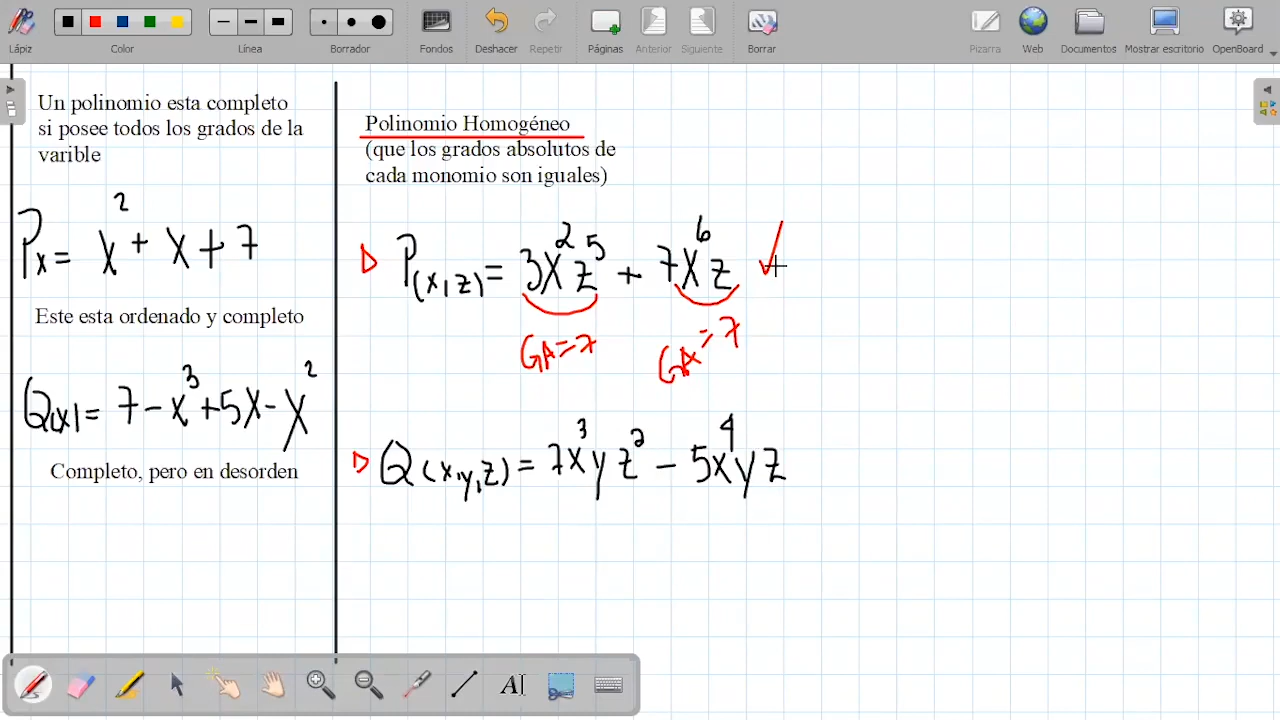 Lápiz Color Línea Borrador Fondos Deshacer Repetir Páginas Anterior Siguiente Borrar Pizarra Web Documentos Mostrar escritorio OpenBoard
Un polinomio esta completo
si posee todos los grados de la
varible
Px = x² + x + 7
Este esta ordenado y completo
Q(x) = 7 - x³ + 5x - x²
Completo, pero en desorden
Polinomio Homogéneo
(que los grados absolutos de
cada monomio son iguales)
P(x,z) = 3x²z⁵ + 7x⁶z
GA=7 GA=7
Q(x,y,z) = 7x³yz² - 5x⁴yz
AI